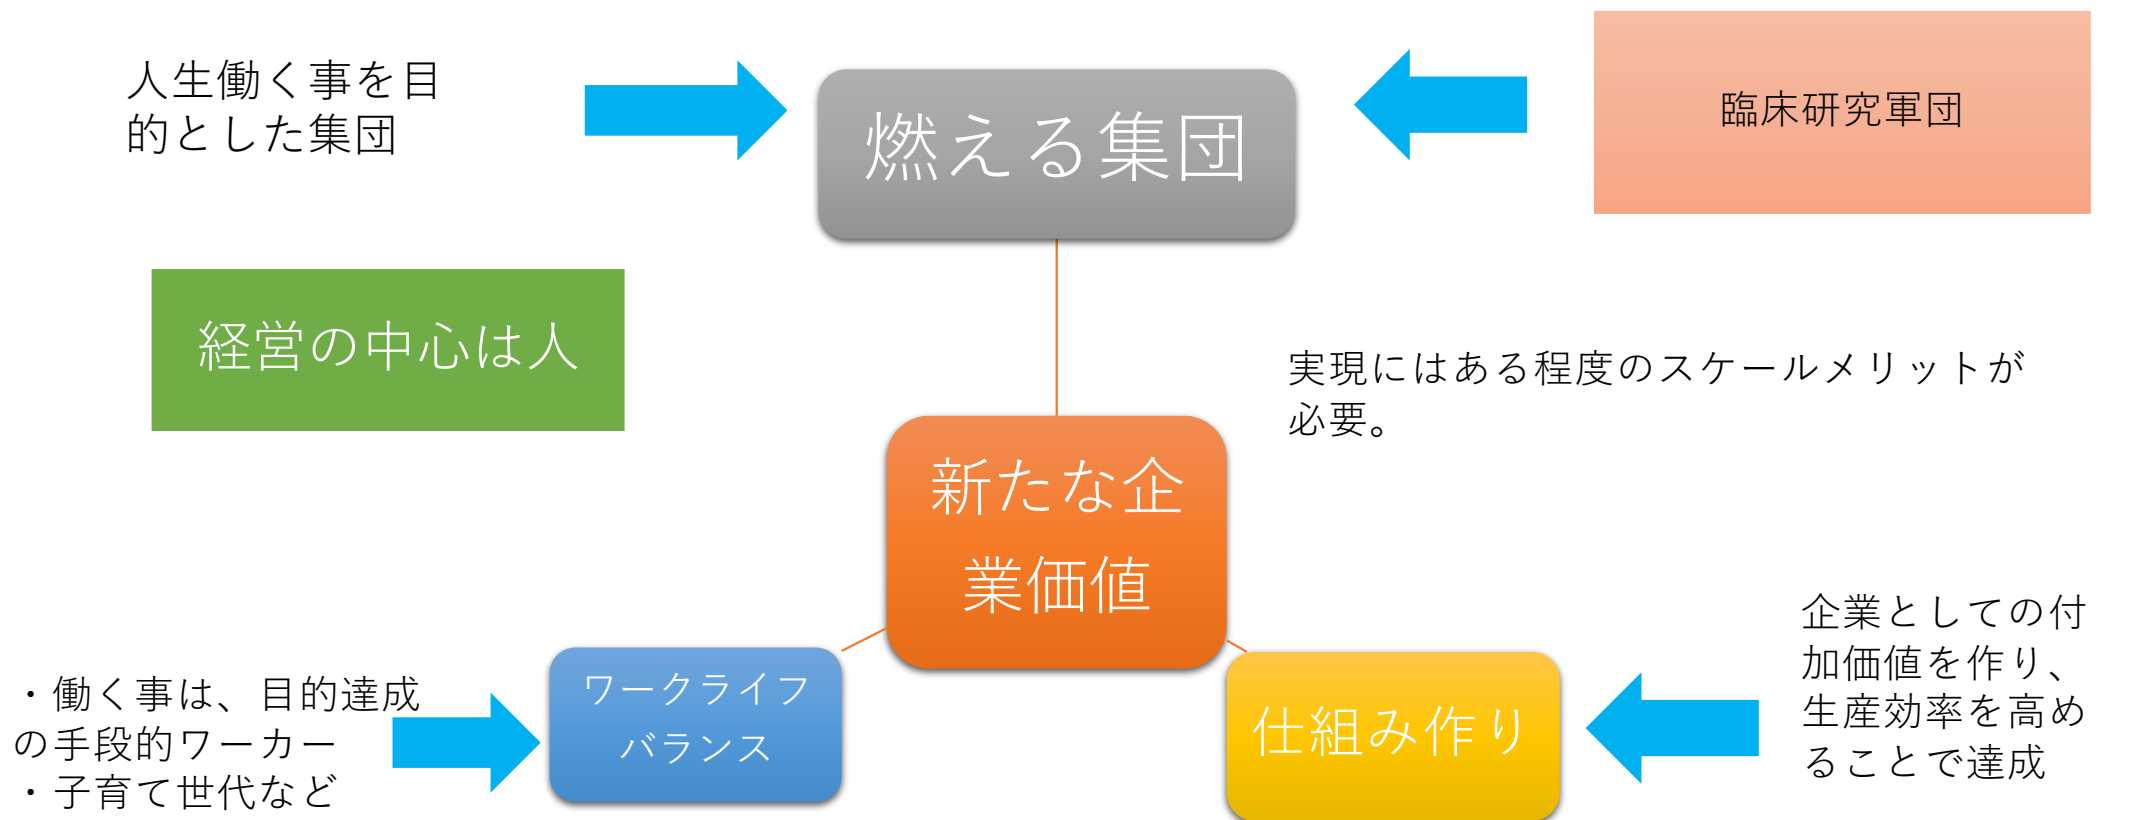 人生働く事を目
的とした集団
燃える集団
臨床研究軍団
経営の中心は人
実現にはある程度のスケールメリットが
必要。
新たな企
業価値
・働く事は、目的達成
の手段的ワーカー
・子育て世代など
ワークライフ
バランス
仕組み作り
企業としての付
加価値を作り、
生産効率を高め
ることで達成